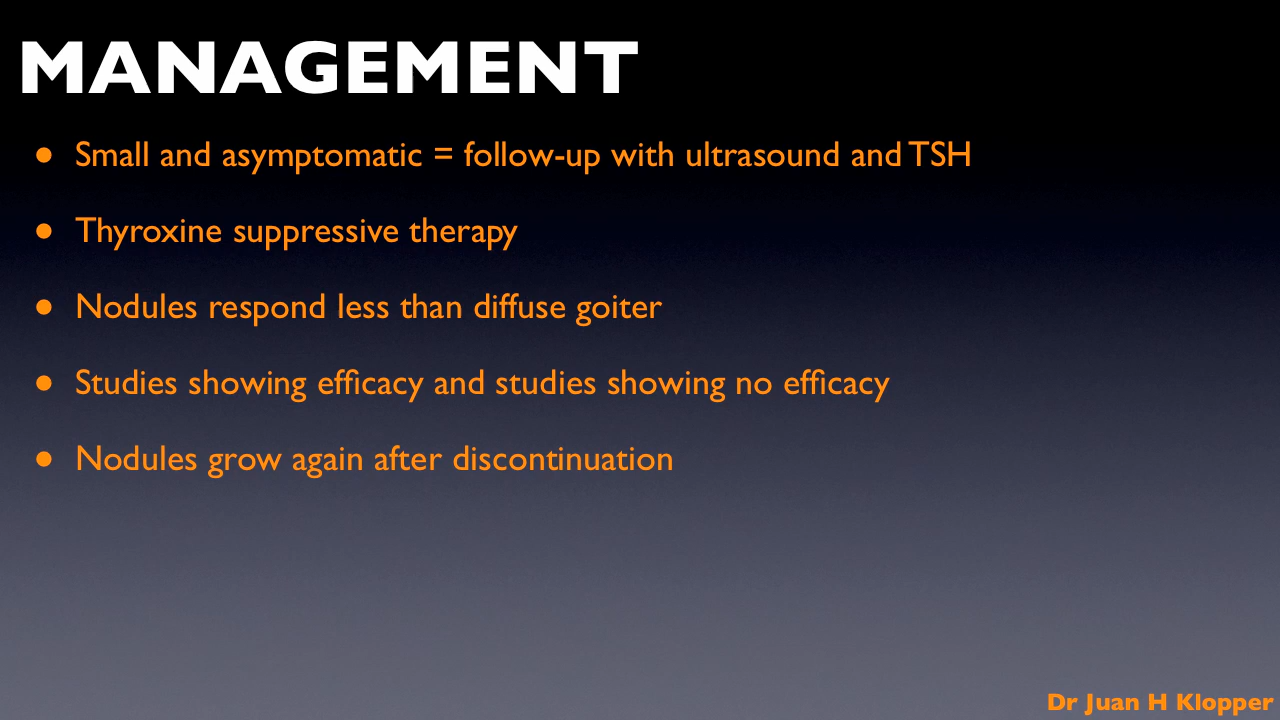 MANAGEMENT
• Small and asymptomatic = follow-up with ultrasound and TSH
• Thyroxine suppressive therapy
• Nodules respond less than diffuse goiter
• Studies showing efficacy and studies showing no efficacy
• Nodules grow again after discontinuation
Dr Juan H Klopper